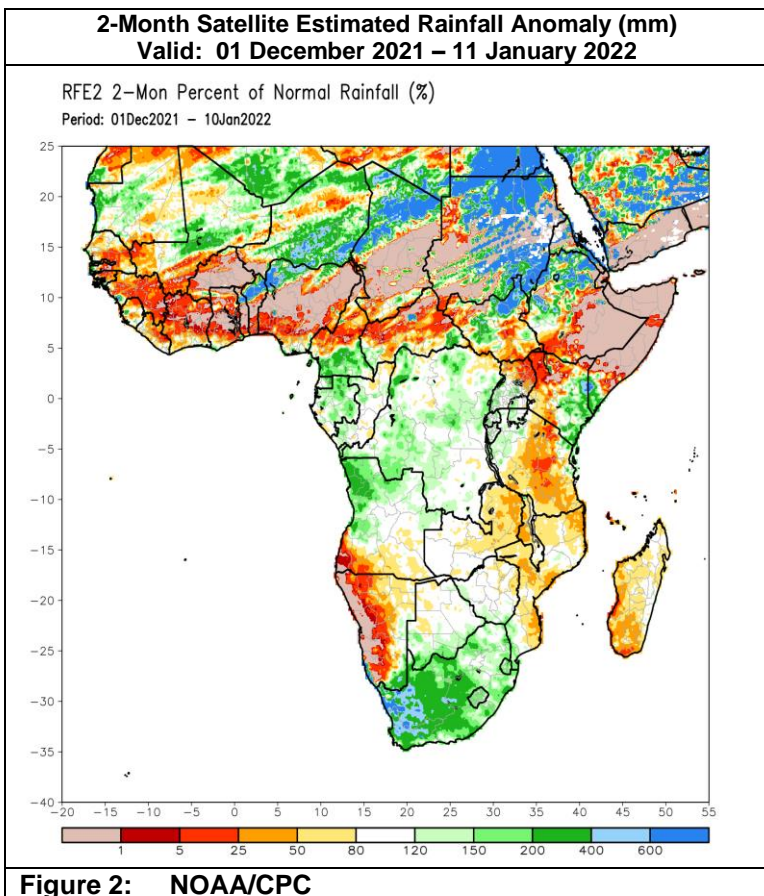 2-Month Satellite Estimated Rainfall Anomaly (mm)
Valid: 01 December 2021 – 11 January 2022
RFE2 2-Mon Percent of Normal Rainfall (%)
Period: 01Dec2021 – 10Jan2022
25
20
15
10
5
0
−5
−10
−15
−20
−25
−30
−35
−40
−20 −15 −10 −5 0 5 10 15 20 25 30 35 40 45 50 55
1 5 25 50 80 120 150 200 400 600
Figure 2: NOAA/CPC